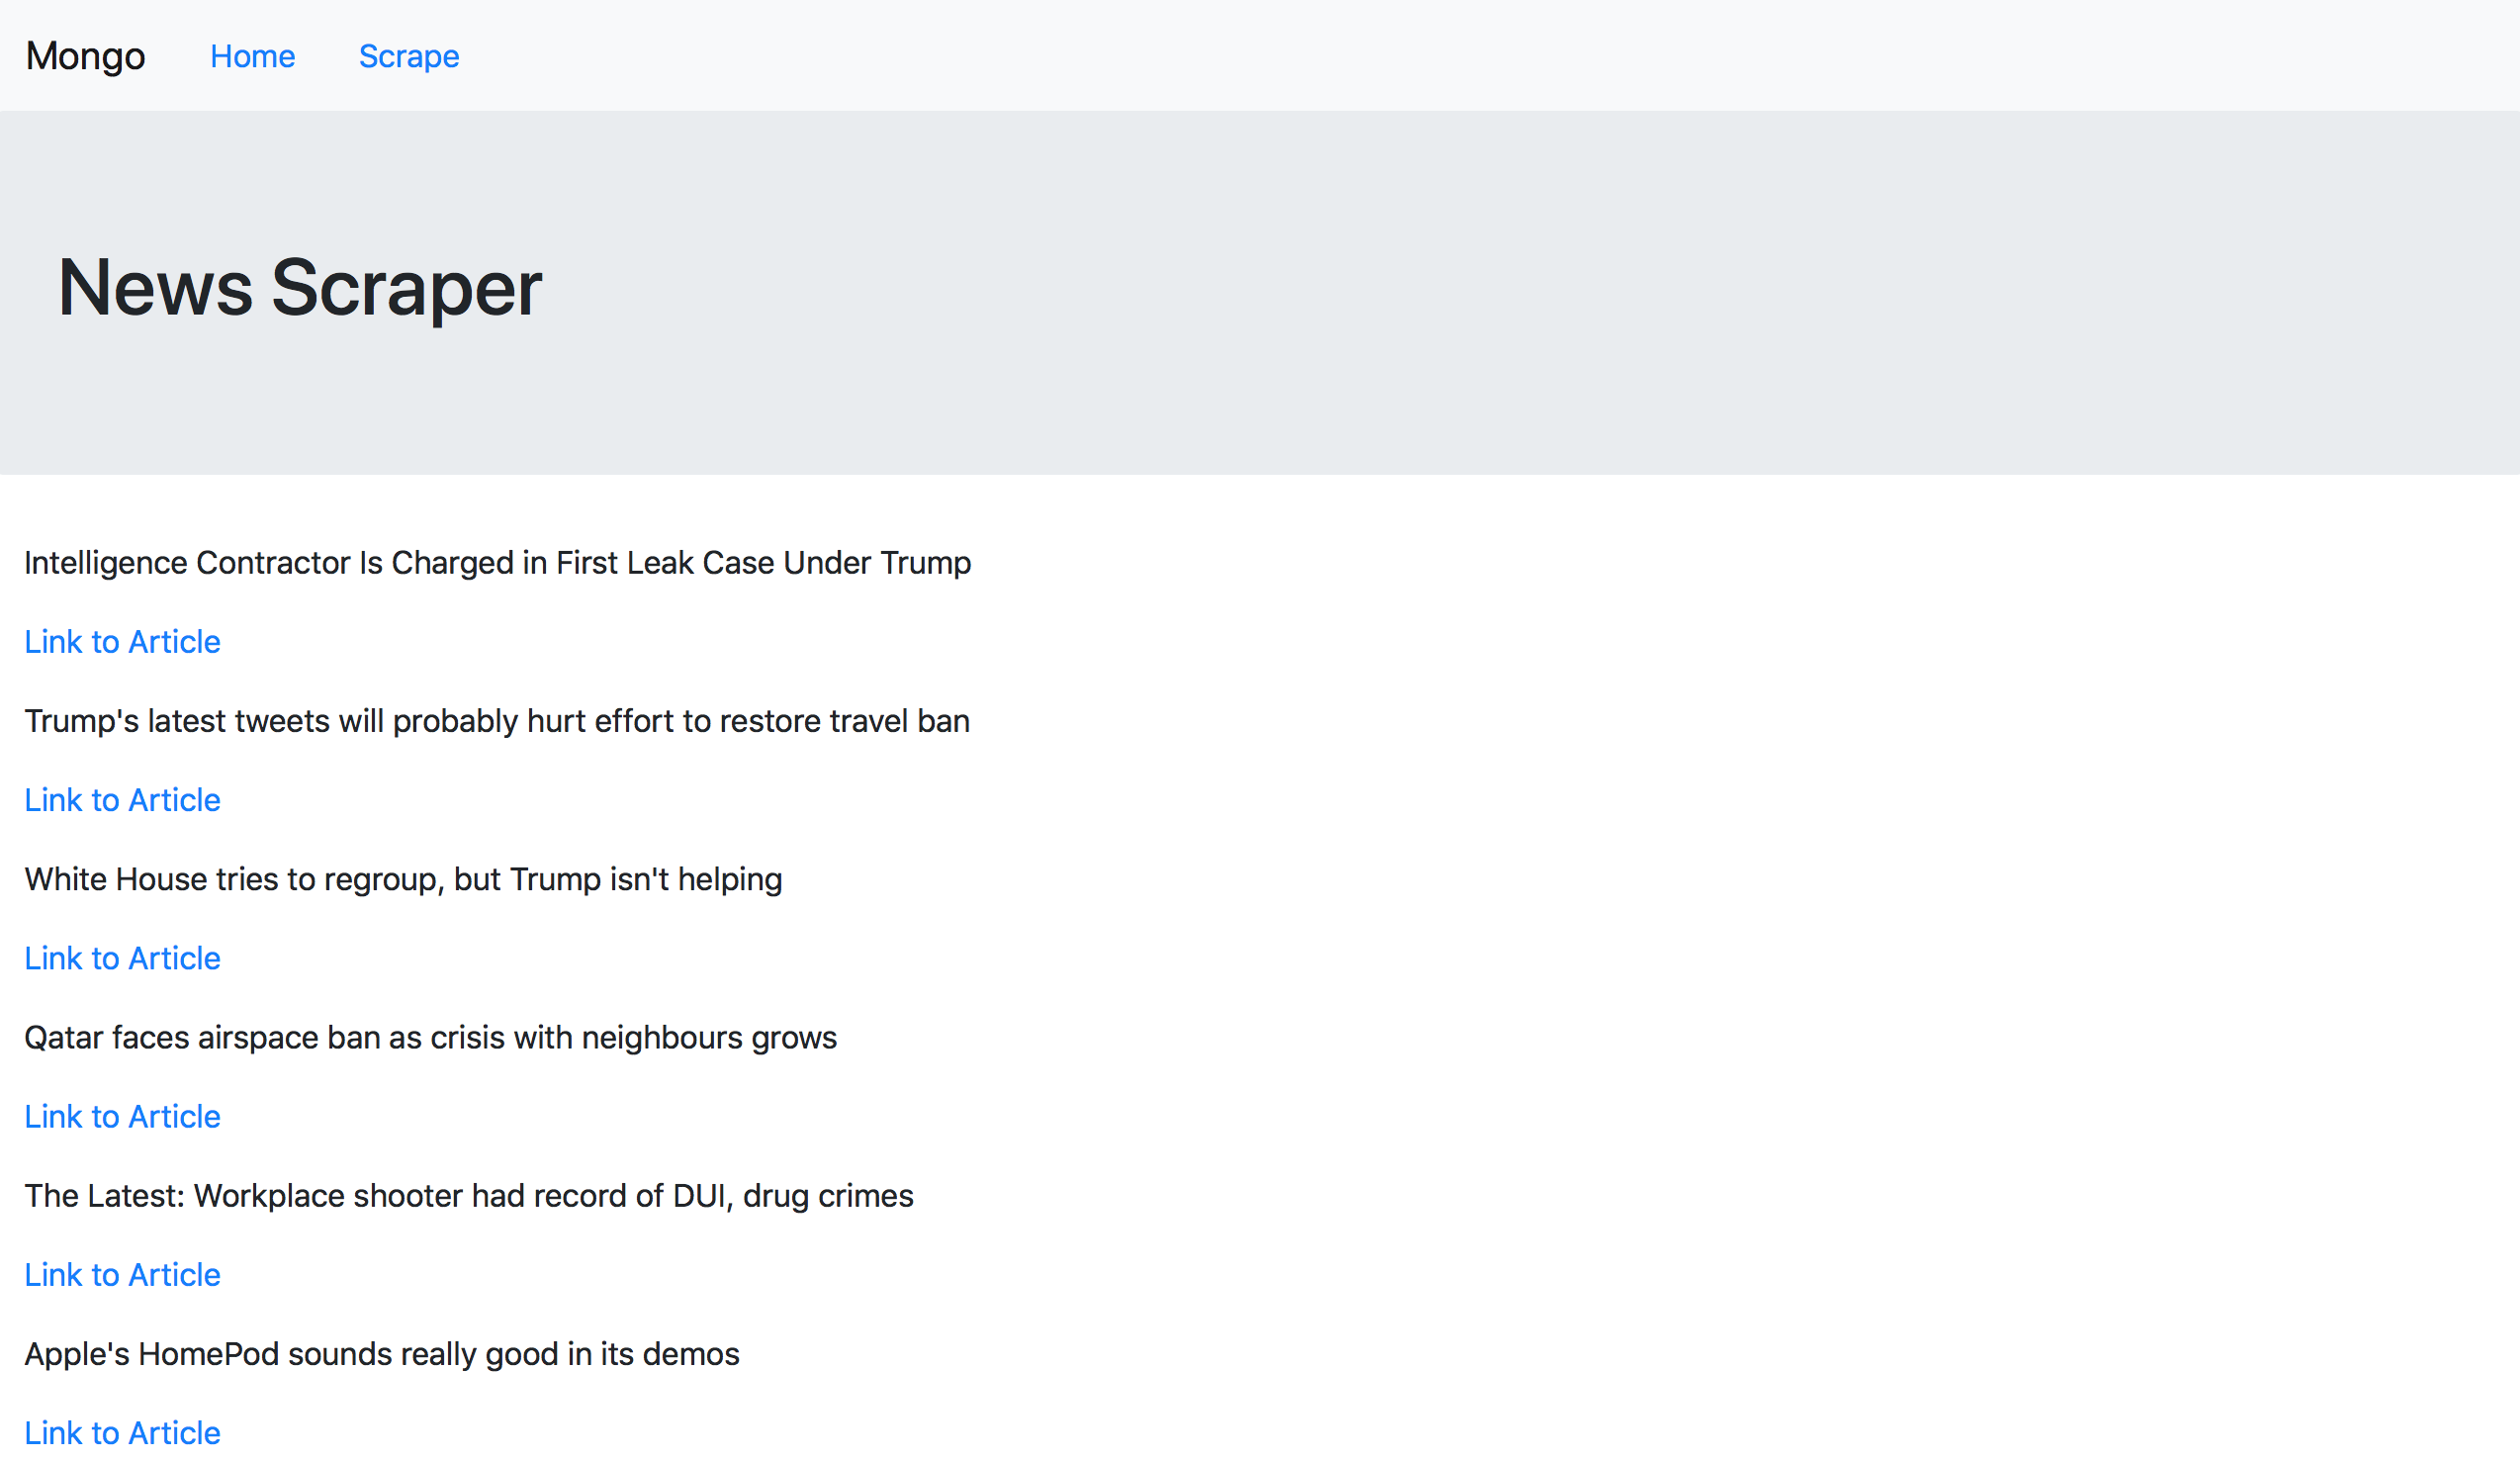 Mongo Home Scrape
News Scraper
Intelligence Contractor Is Charged in First Leak Case Under Trump
Link to Article
Trump's latest tweets will probably hurt effort to restore travel ban
Link to Article
White House tries to regroup, but Trump isn't helping
Link to Article
Qatar faces airspace ban as crisis with neighbours grows
Link to Article
The Latest: Workplace shooter had record of DUI, drug crimes
Link to Article
Apple's HomePod sounds really good in its demos
Link to Article